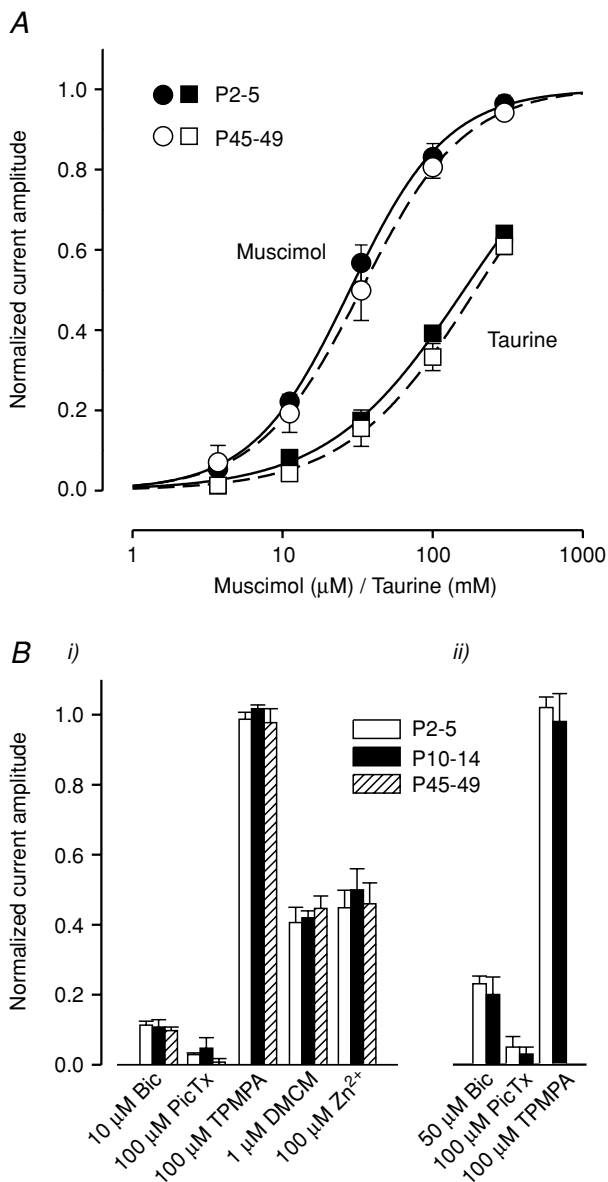 A
Normalized current amplitude
1.0
0.8
0.6
0.4
0.2
0.0
P2-5
P45-49
Muscimol
Taurine
1 10 100 1000
Muscimol (μM) / Taurine (mM)
B i) ii)
Normalized current amplitude
1.0
0.8
0.6
0.4
0.2
0.0
P2-5
P10-14
P45-49
10 μM Bic
100 μM PicTx
100 μM TPMPA
1 μM DMCM
100 μM Zn²⁺
50 μM Bic
100 μM PicTx
100 μM TPMPA